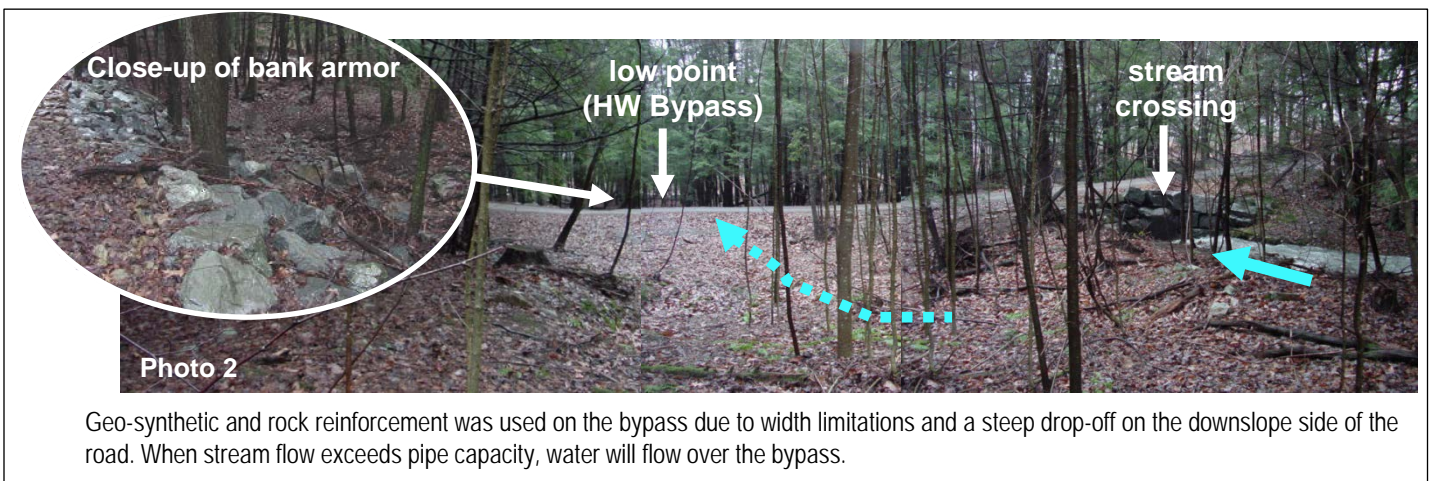 Close-up of bank armor
low point
(HW Bypass)
stream
crossing
Photo 2
Geo-synthetic and rock reinforcement was used on the bypass due to width limitations and a steep drop-off on the downslope side of the
road. When stream flow exceeds pipe capacity, water will flow over the bypass.